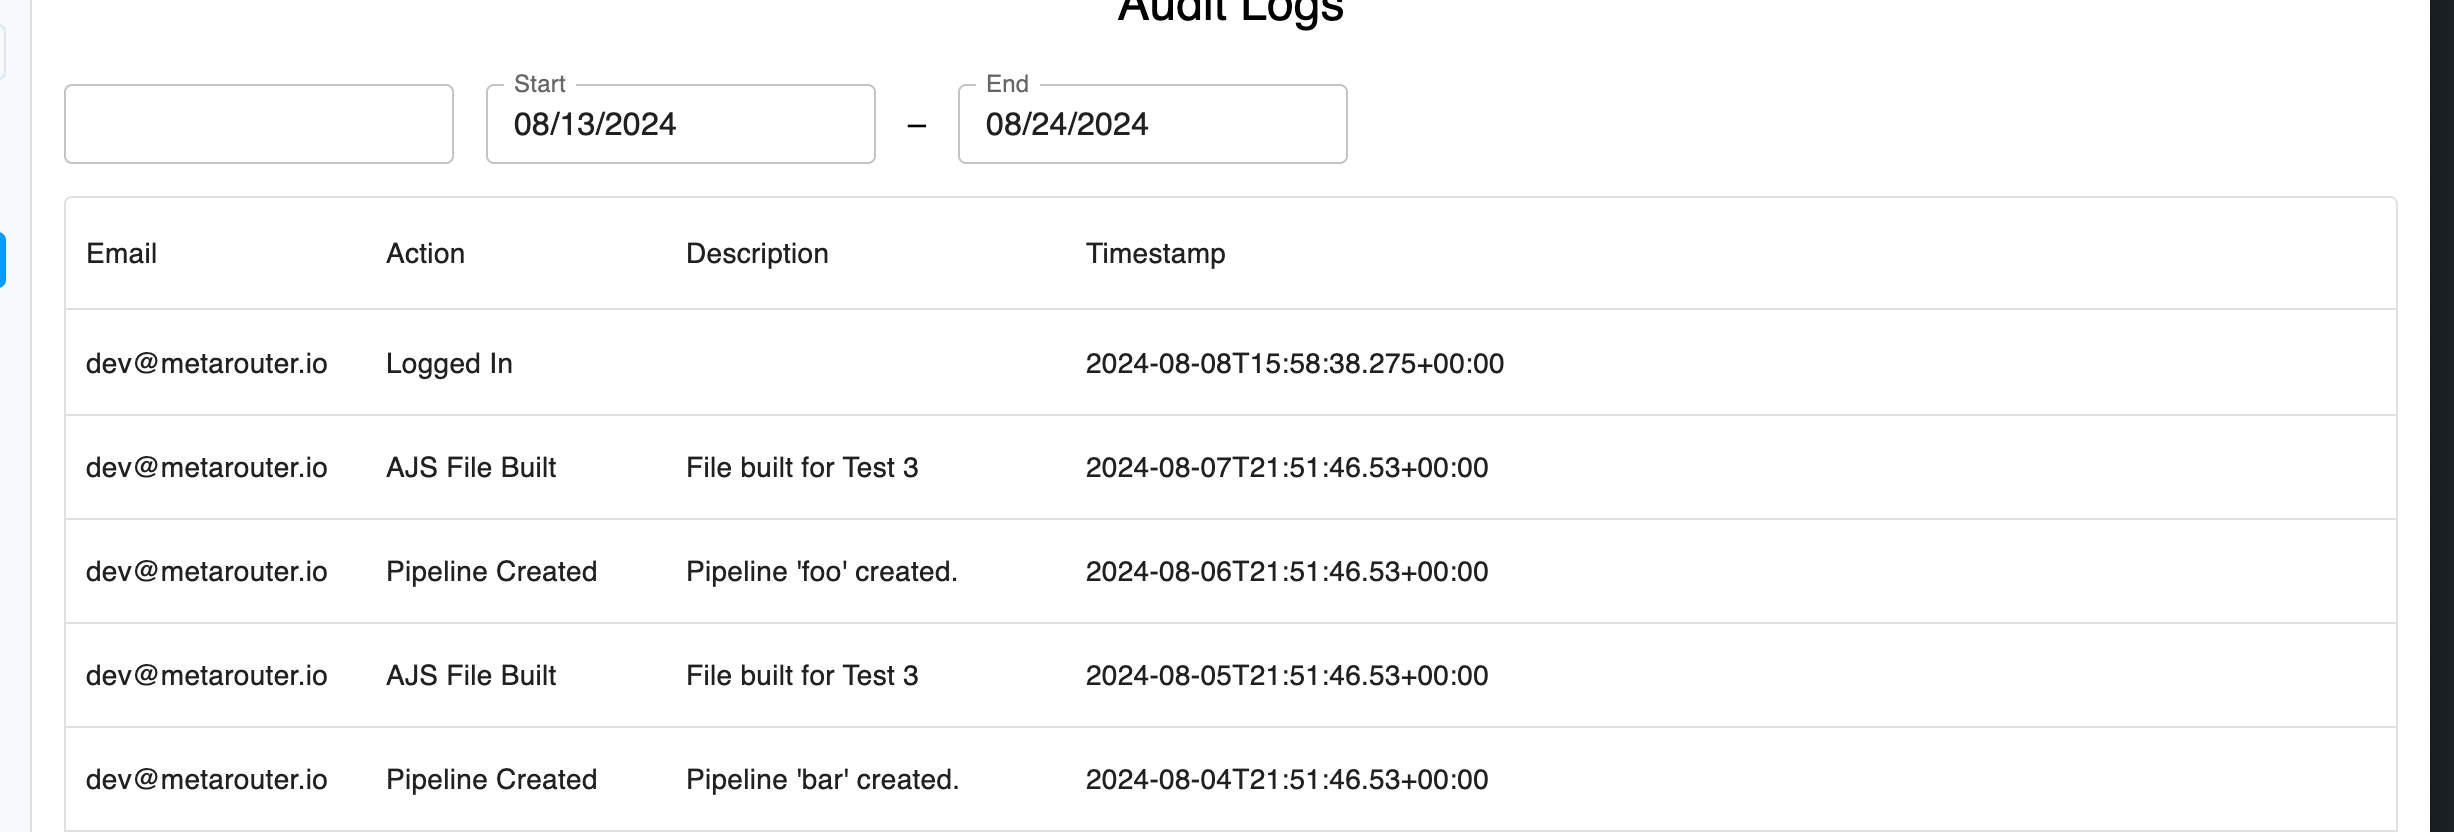 Audit Logs
Start
End
08/13/2024 – 08/24/2024
Email Action Description Timestamp
dev@metarouter.io Logged In 2024-08-08T15:58:38.275+00:00
dev@metarouter.io AJS File Built File built for Test 3 2024-08-07T21:51:46.53+00:00
dev@metarouter.io Pipeline Created Pipeline 'foo' created. 2024-08-06T21:51:46.53+00:00
dev@metarouter.io AJS File Built File built for Test 3 2024-08-05T21:51:46.53+00:00
dev@metarouter.io Pipeline Created Pipeline 'bar' created. 2024-08-04T21:51:46.53+00:00